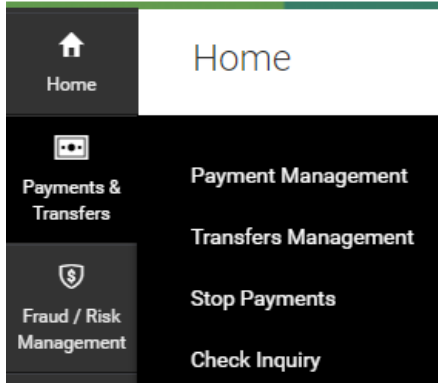 Home
Home
Payments &
Transfers
Payment Management
Transfers Management
Stop Payments
Check Inquiry
Fraud / Risk
Management